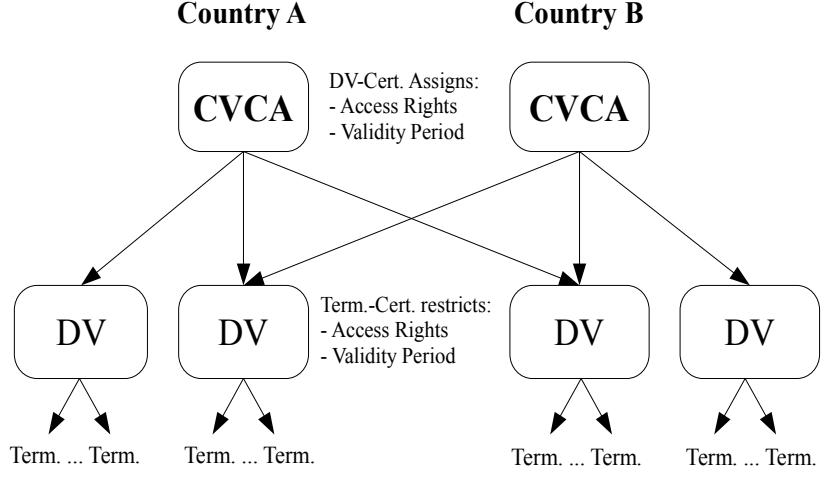 Country A
Country B
CVCA
DV-Cert. Assigns:
- Access Rights
- Validity Period
CVCA
DV
DV
Term.-Cert. restricts:
- Access Rights
- Validity Period
DV
DV
Term. ... Term.
Term. ... Term.
Term. ... Term.
Term. ... Term.